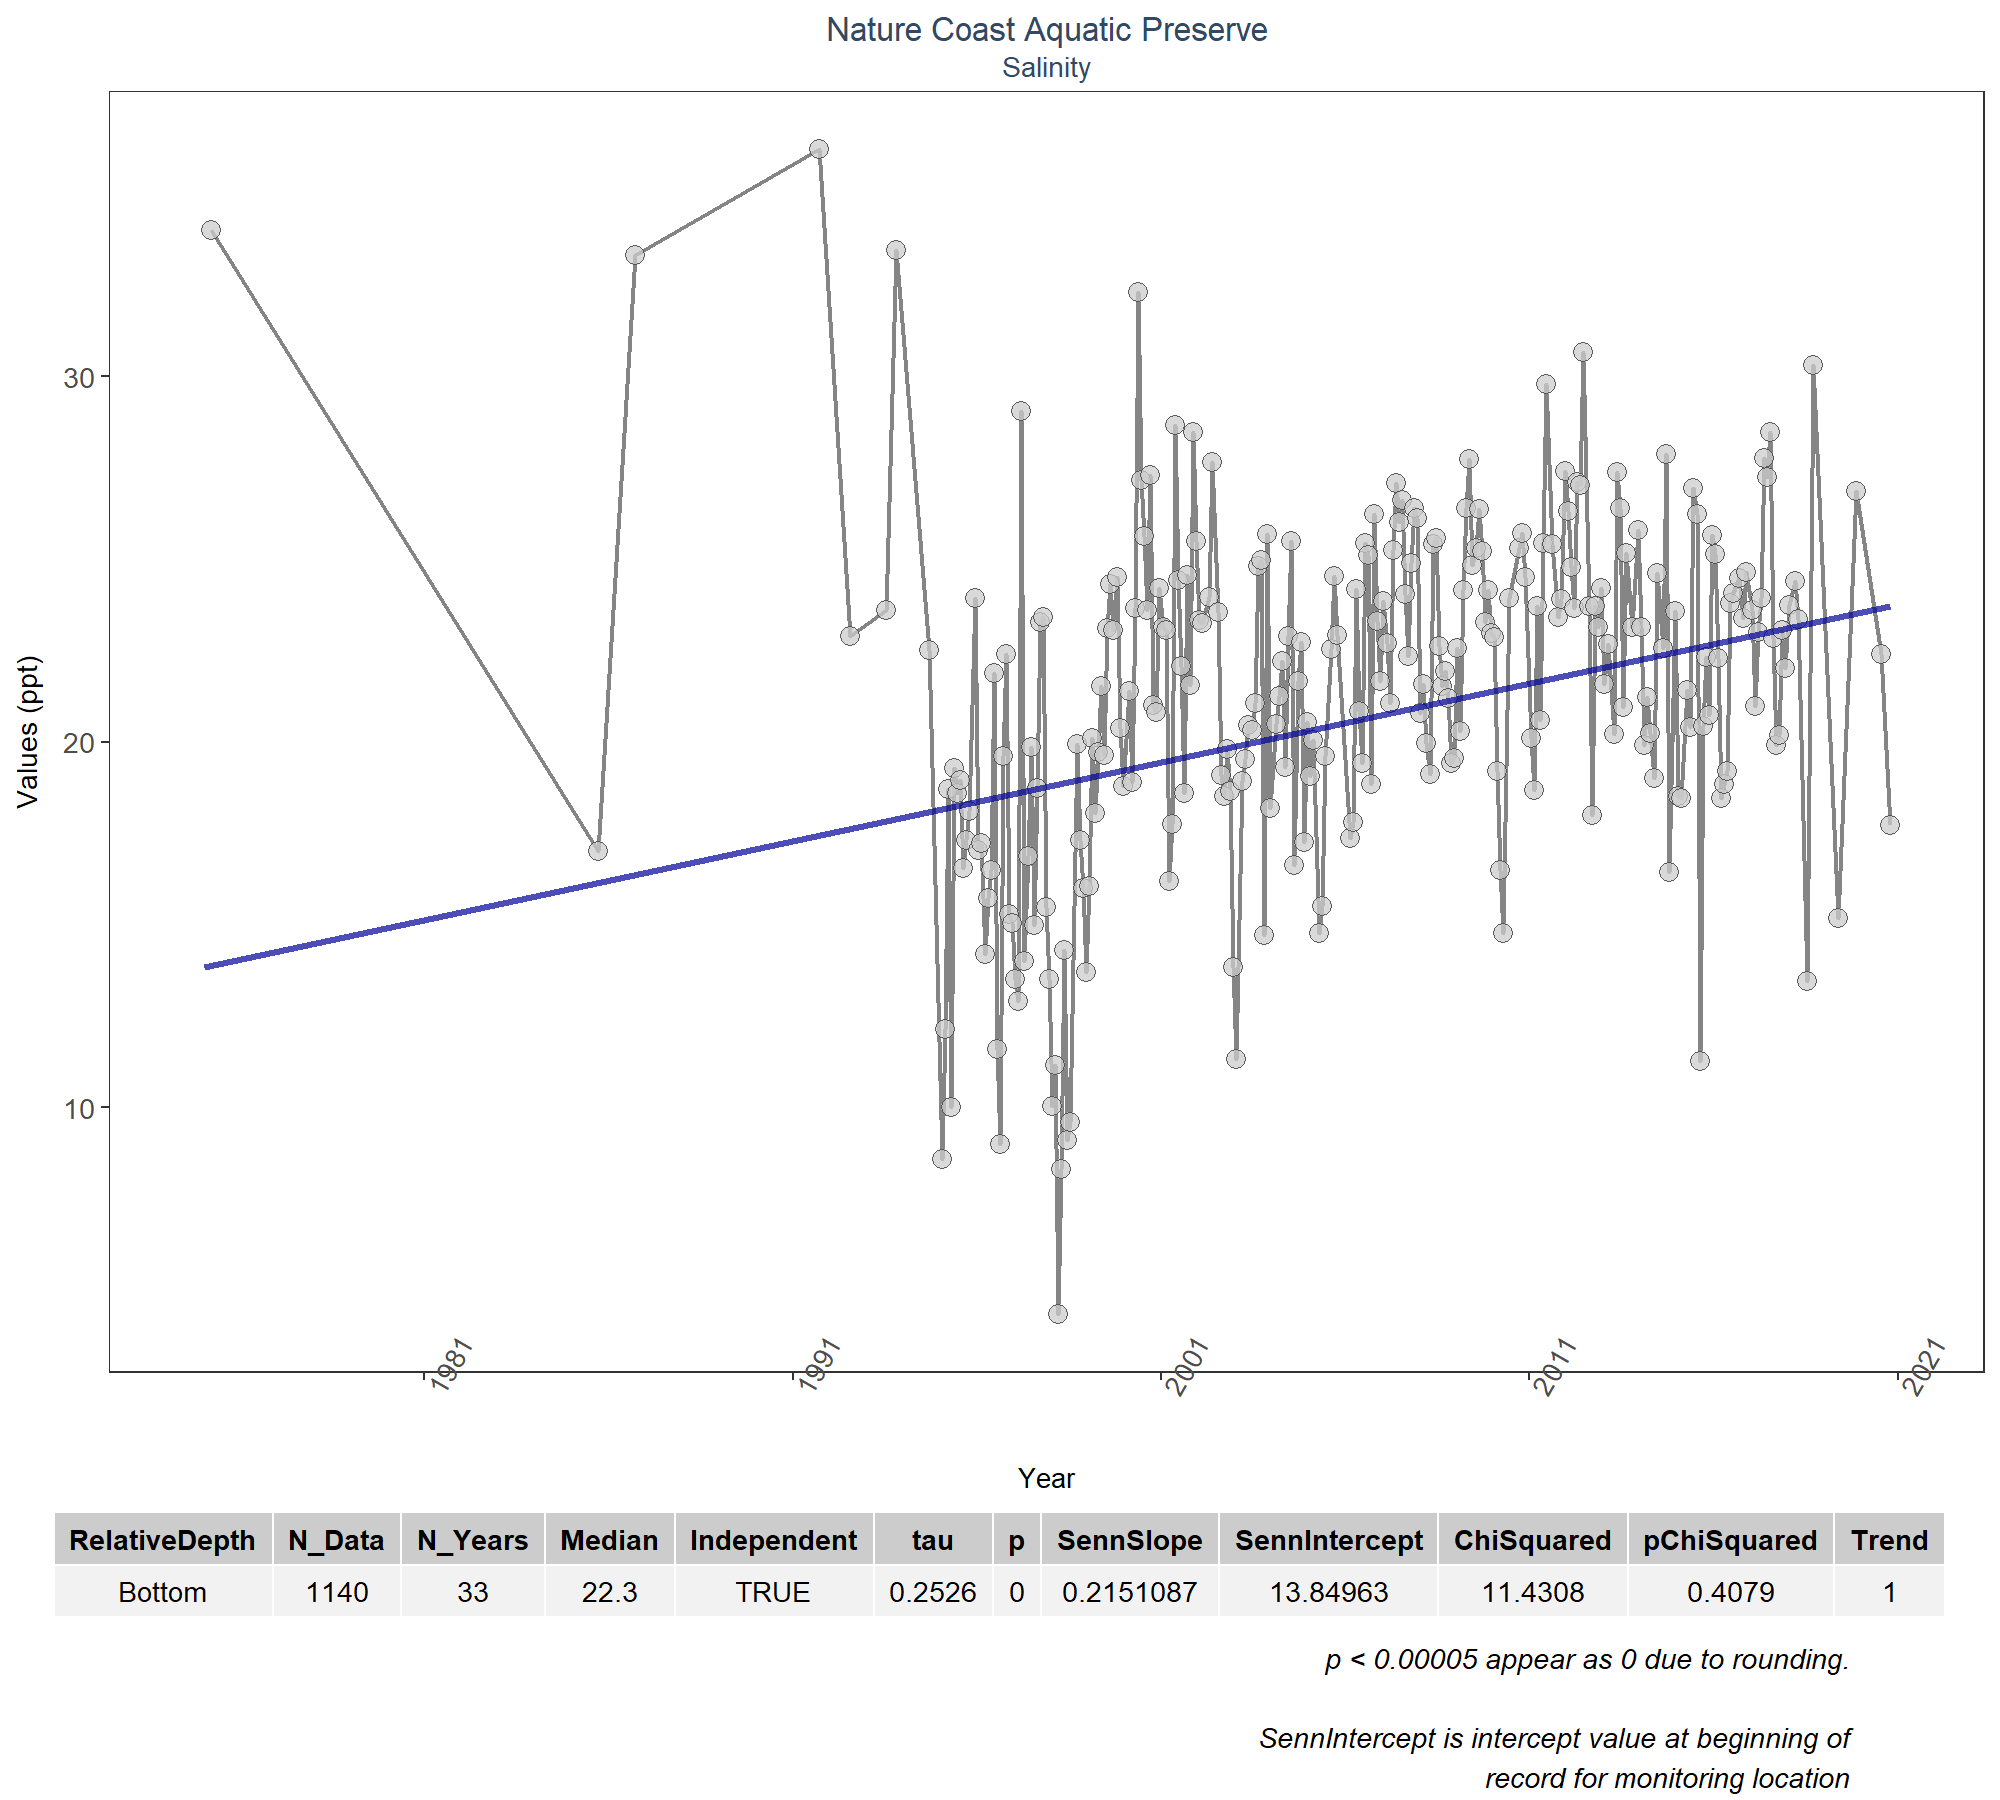 Nature Coast Aquatic Preserve
Salinity
Values (ppt)
30
20
10
1981
1991
2001
2011
2021
Year
RelativeDepth N_Data N_Years Median Independent tau p SennSlope SennIntercept ChiSquared pChiSquared Trend
Bottom 1140 33 22.3 TRUE 0.2526 0 0.2151087 13.84963 11.4308 0.4079 1
p < 0.00005 appear as 0 due to rounding.
SennIntercept is intercept value at beginning of
record for monitoring location